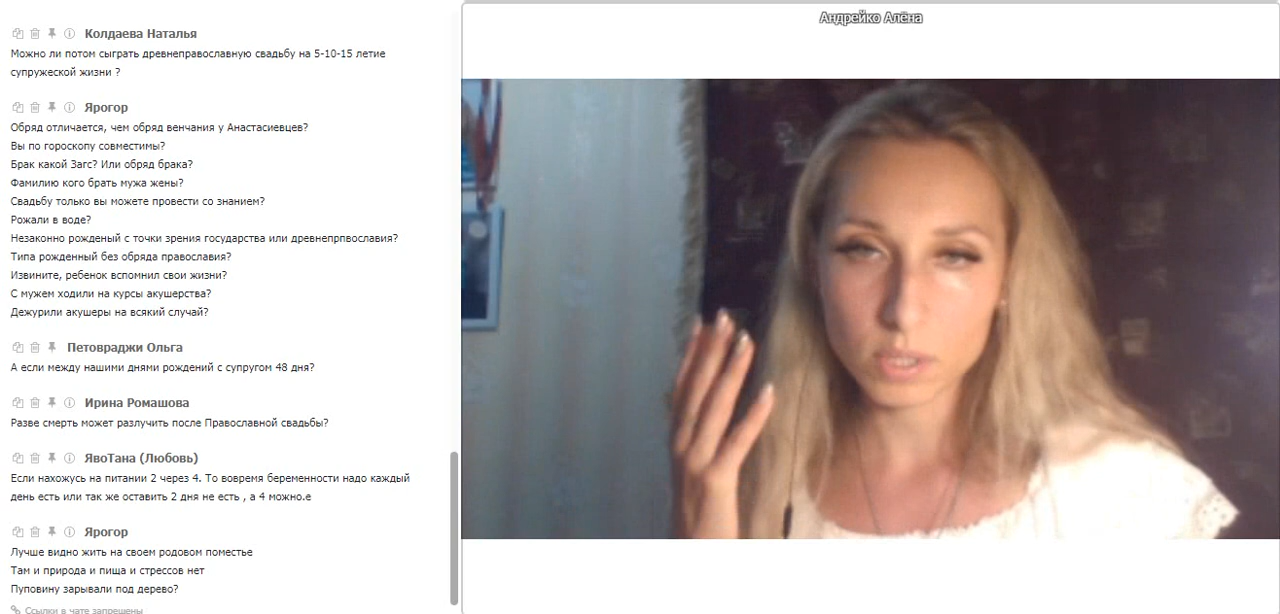 Колдаева Наталья
Можно ли потом сыграть древнеправославную свадьбу на 5-10-15 летие
супружеской жизни ?
Ярогор
Обряд отличается, чем обряд венчания у Анастасиевцев?
Вы по гороскопу совместимы?
Брак какой Загс? Или обряд брака?
Фамилию кого брать мужа жены?
Свадьбу только вы можете провести со знанием?
Рожали в воде?
Незаконно рожденый с точки зрения государства или древнепрпвославия?
Типа рожденный без обряда православия?
Извините, ребенок вспомнил свои жизни?
С мужем ходили на курсы акушерства?
Дежурили акушеры на всякий случай?
Петовраджи Ольга
А если между нашими днями рождений с супругом 48 дня?
Ирина Ромашова
Разве смерть может разлучить после Православной свадьбы?
ЯвоТана (Любовь)
Если нахожусь на питании 2 через 4. То вовремя беременности надо каждый
день есть или так же оставить 2 дня не есть , а 4 можно.е
Ярогор
Лучше видно жить на своем родовом поместье
Там и природа и пища и стрессов нет
Пуповину зарывали под дерево?
Ссылки в чате запрещены
Андрейко Алёна